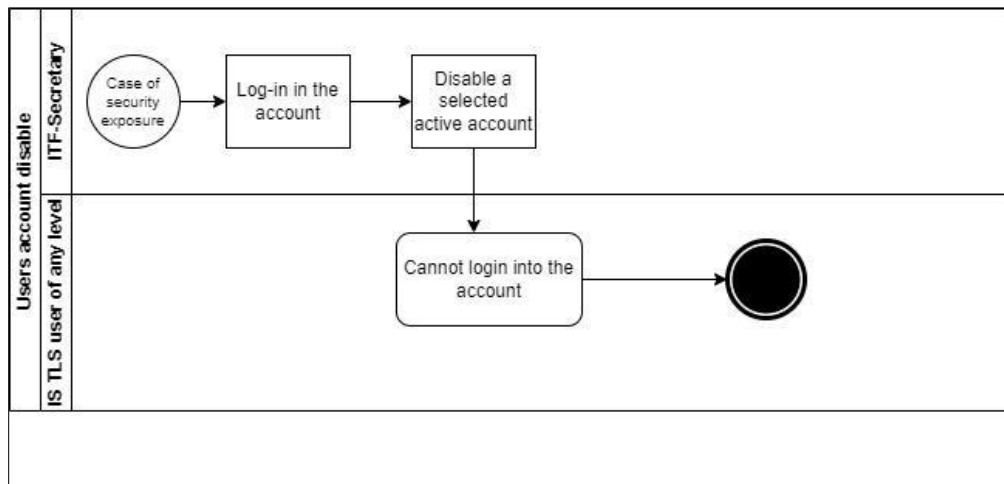 Users account disable
ITF-Secretary
Case of
security
exposure
Log-in in the
account
Disable a
selected
active account
IS TLS user of any level
Cannot login into the
account